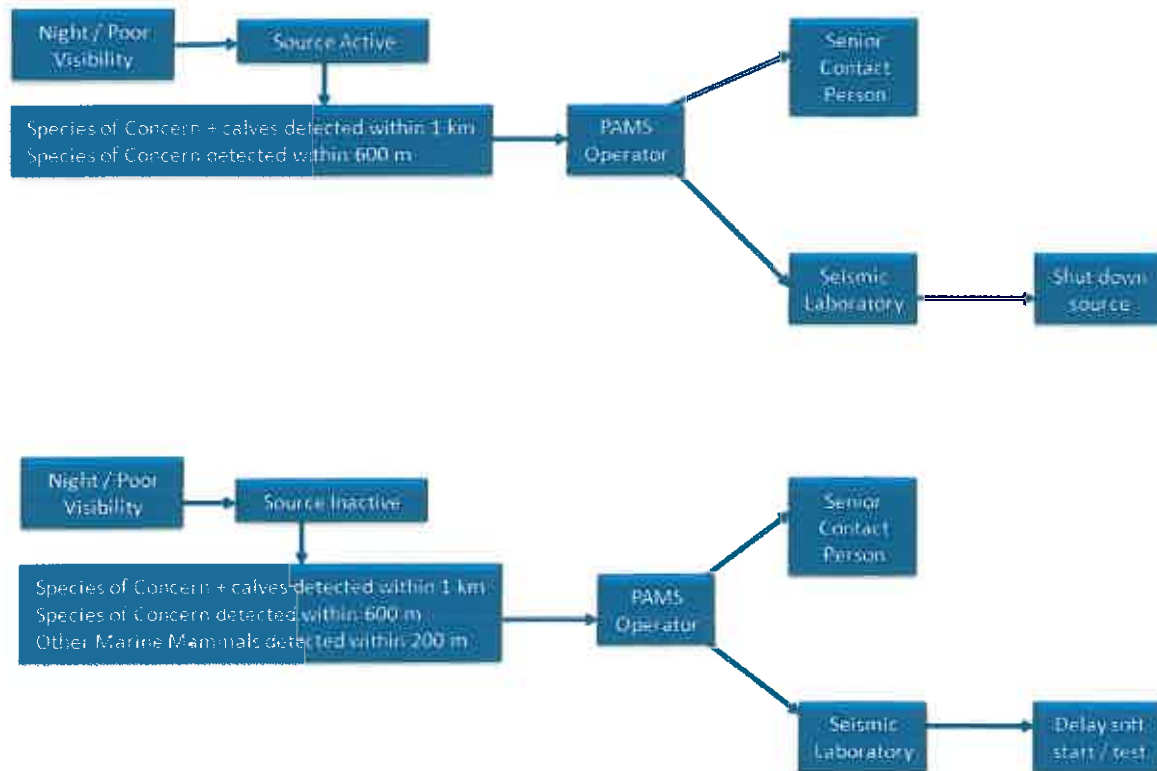 Night / Poor
Visibility
Source Active
Senior
Contact
Person
Species of Concern + calves detected within 1 km
Species of Concern detected within 600 m
PAMS
Operator
Seismic
Laboratory
Shut down
source
Night / Poor
Visibility
Source Inactive
Senior
Contact
Person
Species of Concern + calves detected within 1 km
Species of Concern detected within 600 m
Other Marine Mammals detected within 200 m
PAMS
Operator
Seismic
Laboratory
Delay soft
start / test